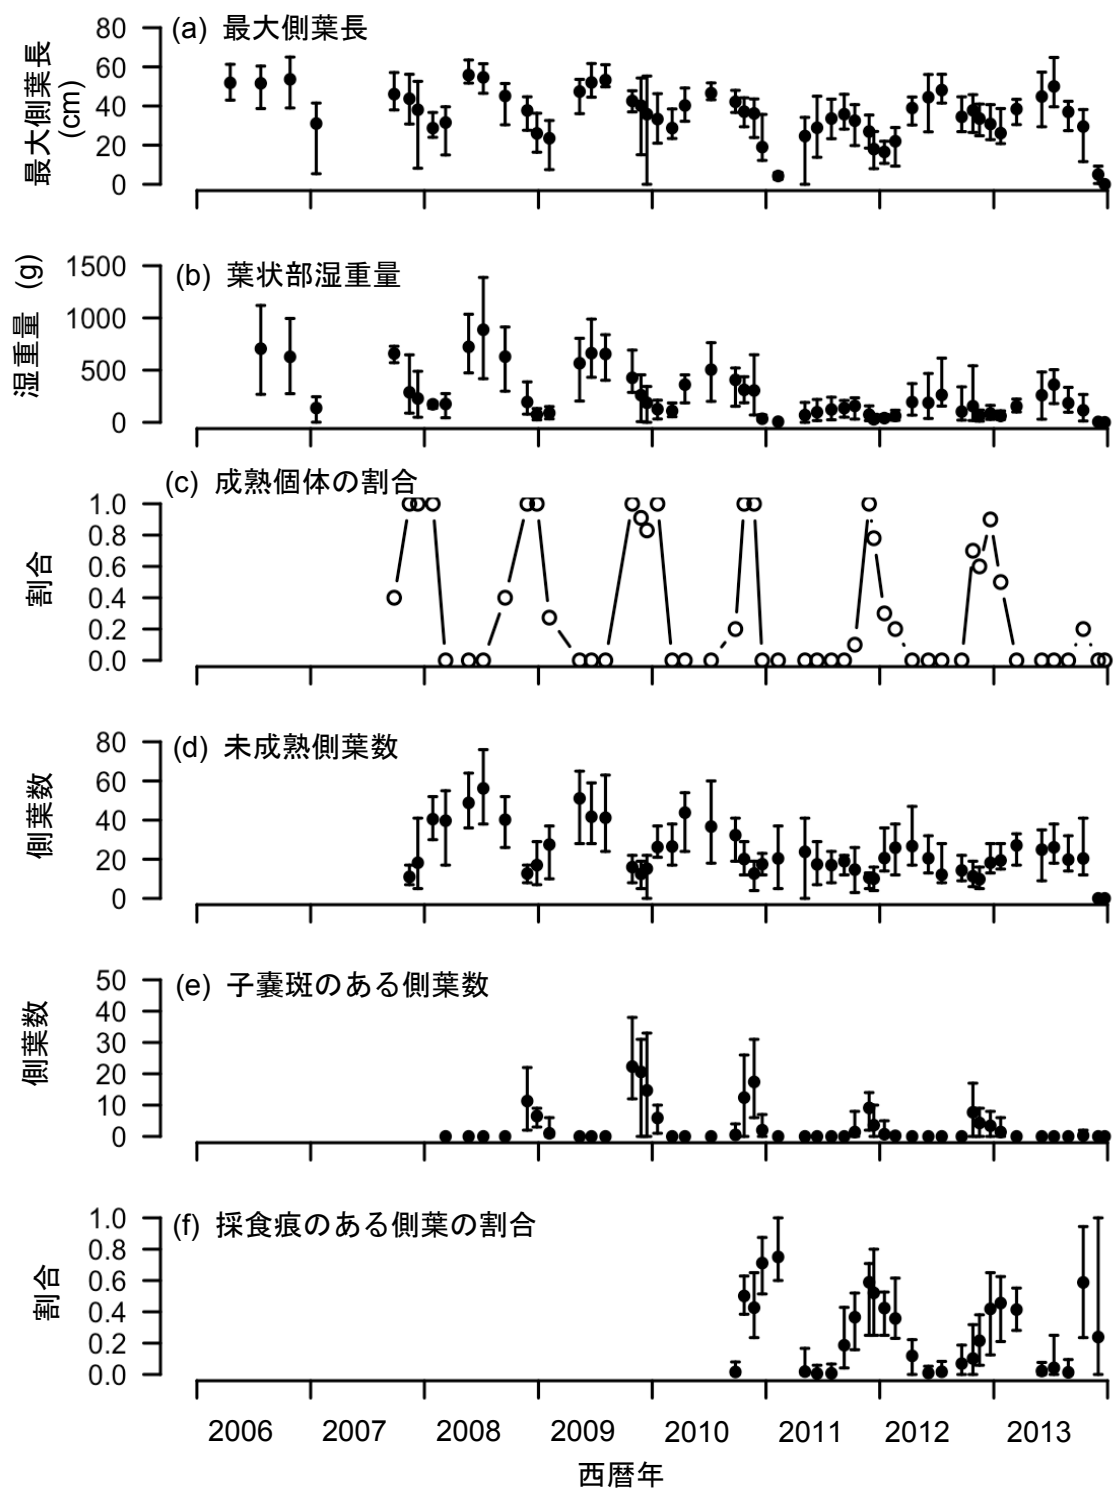 (a) 最大側葉長
最大側葉長
(cm)
80
60
40
20
0
(b) 葉状部湿重量
湿重量 (g)
1500
1000
500
0
(c) 成熟個体の割合
割合
1.0
0.8
0.6
0.4
0.2
0.0
(d) 未成熟側葉数
側葉数
80
60
40
20
0
(e) 子嚢斑のある側葉数
側葉数
50
40
30
20
10
0
(f) 採食痕のある側葉の割合
割合
1.0
0.8
0.6
0.4
0.2
0.0
2006 2007 2008 2009 2010 2011 2012 2013
西暦年